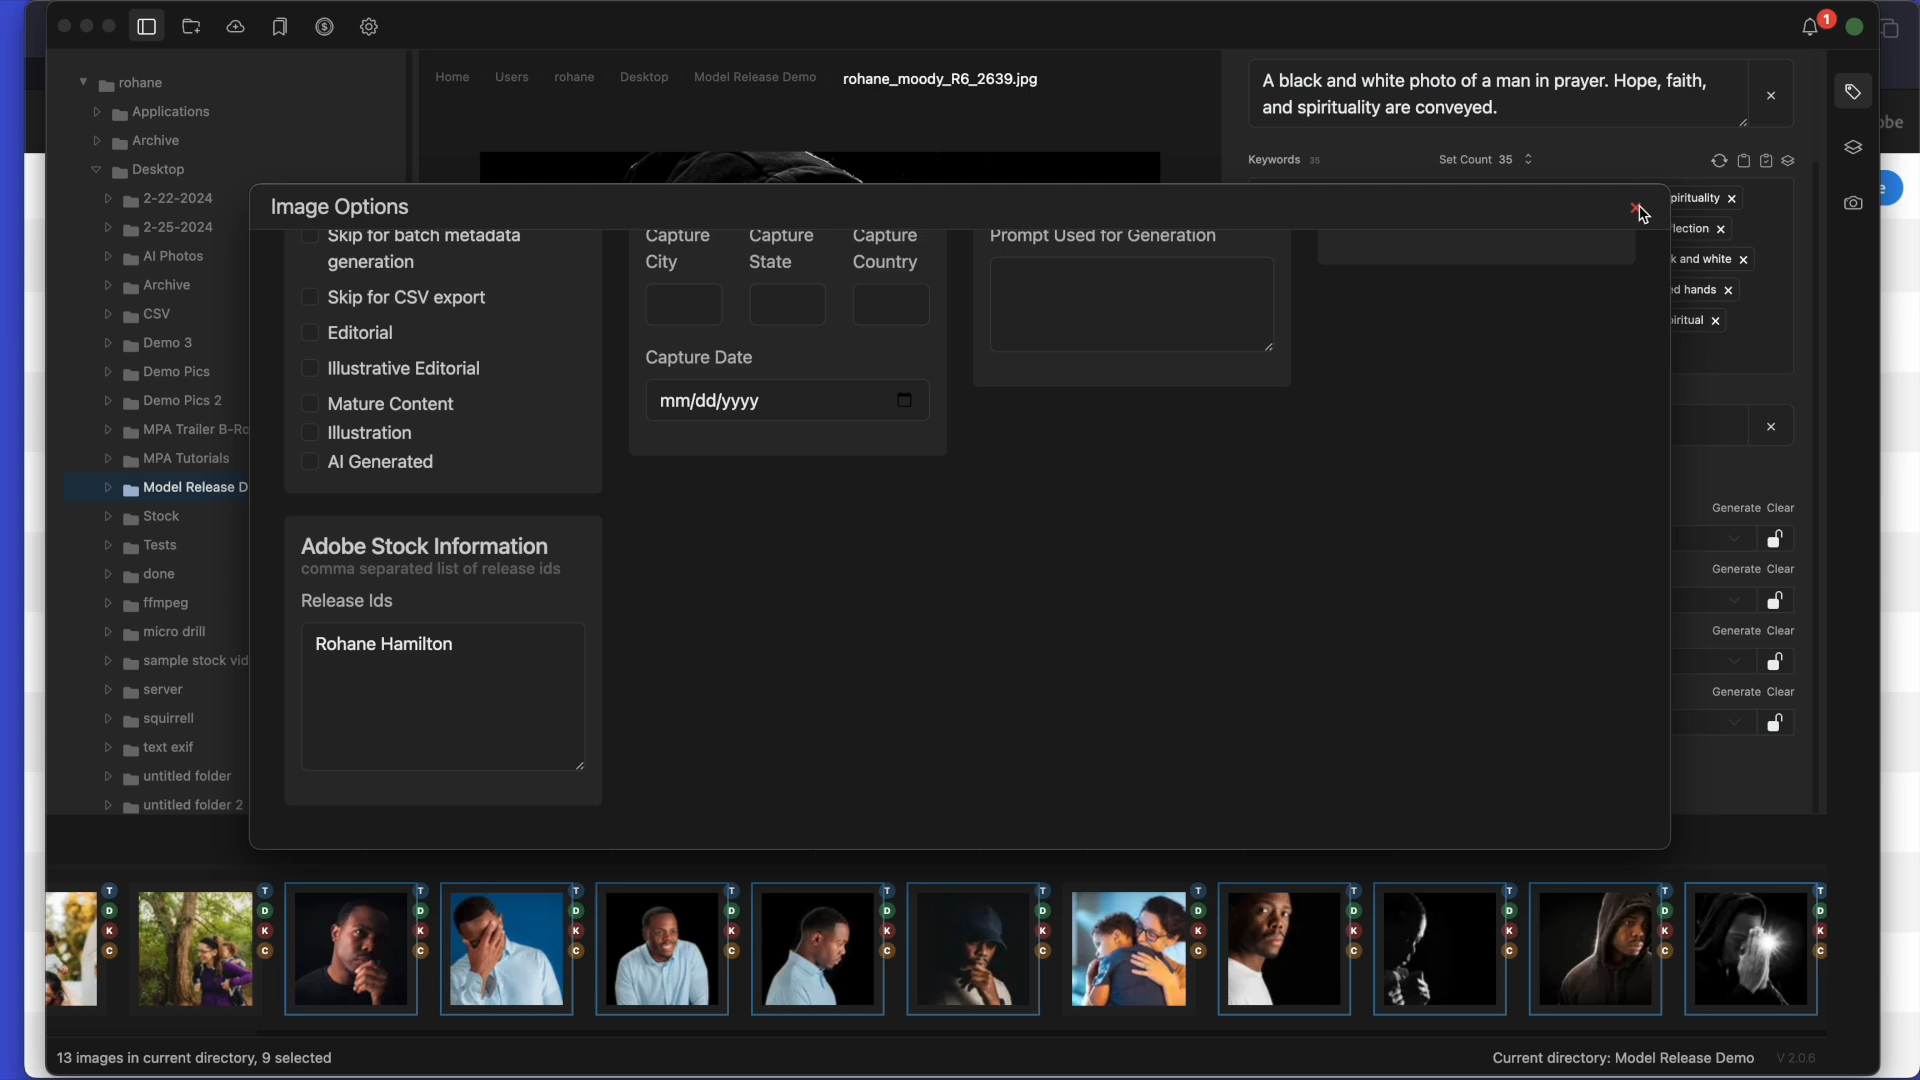 1
rohane
Applications
Archive
Desktop
2-22-2024
2-25-2024
AI Photos
Archive
CSV
Demo 3
Demo Pics
Demo Pics 2
MPA Trailer B-Ro
MPA Tutorials
Model Release D
Stock
Tests
done
ffmpeg
micro drill
sample stock vid
server
squirrell
text exif
untitled folder
untitled folder 2
Home Users rohane Desktop Model Release Demo rohane_moody_R6_2639.jpg
A black and white photo of a man in prayer. Hope, faith,
and spirituality are conveyed.
Keywords 35 Set Count 35
pirituality
flection
k and white
ed hands
piritual
Generate Clear
Generate Clear
Generate Clear
Generate Clear
Image Options
Skip for batch metadata
generation
Skip for CSV export
Editorial
Illustrative Editorial
Mature Content
Illustration
AI Generated
Capture City
Capture State
Capture Country
Capture Date
mm/dd/yyyy
Prompt Used for Generation
Adobe Stock Information
comma separated list of release ids
Release Ids
Rohane Hamilton
T D K C
T D K C
T D K C
T D K C
T D K C
T D K C
T D K C
T D K C
T D K C
T D K C
T D K C
T D K C
13 images in current directory, 9 selected
Current directory: Model Release Demo V 2.0.6
obe
e